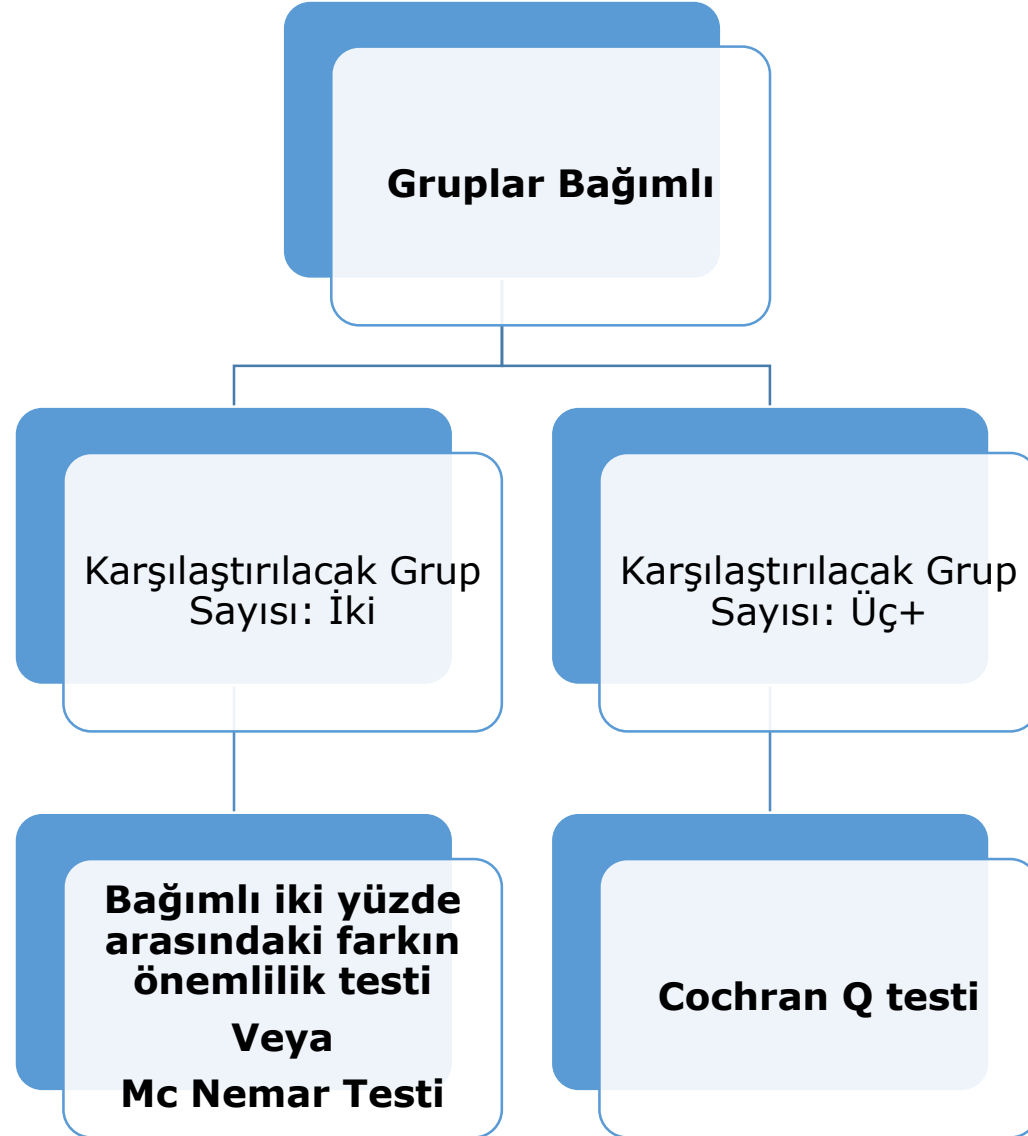 Gruplar Bağımlı
Karşılaştırılacak Grup
Sayısı: İki
Karşılaştırılacak Grup
Sayısı: Üç+
Bağımlı iki yüzde
arasındaki farkın
önemlilik testi
Veya
Mc Nemar Testi
Cochran Q testi